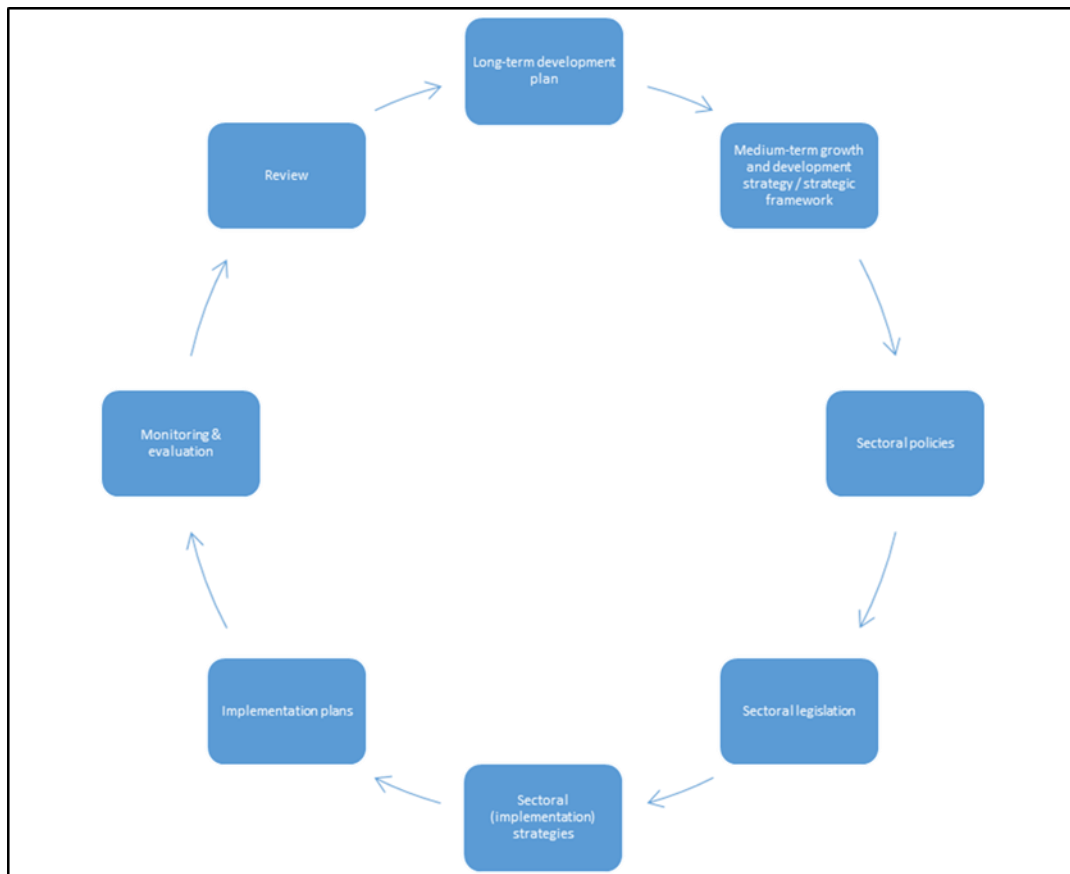 Long-term development
plan
Medium-term growth
and development
strategy / strategic
framework
Sectoral policies
Sectoral legislation
Sectoral
(implementation)
strategies
Implementation plans
Monitoring &
evaluation
Review